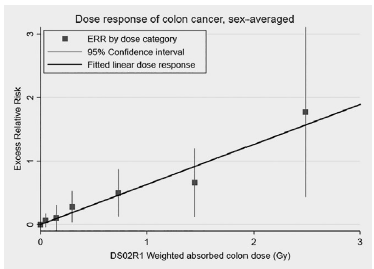 Dose response of colon cancer, sex-averaged
ERR by dose category
95% Confidence interval
Fitted linear dose response
Excess Relative Risk
3
2
1
0
0 1 2 3
DS02R1 Weighted absorbed colon dose (Gy)